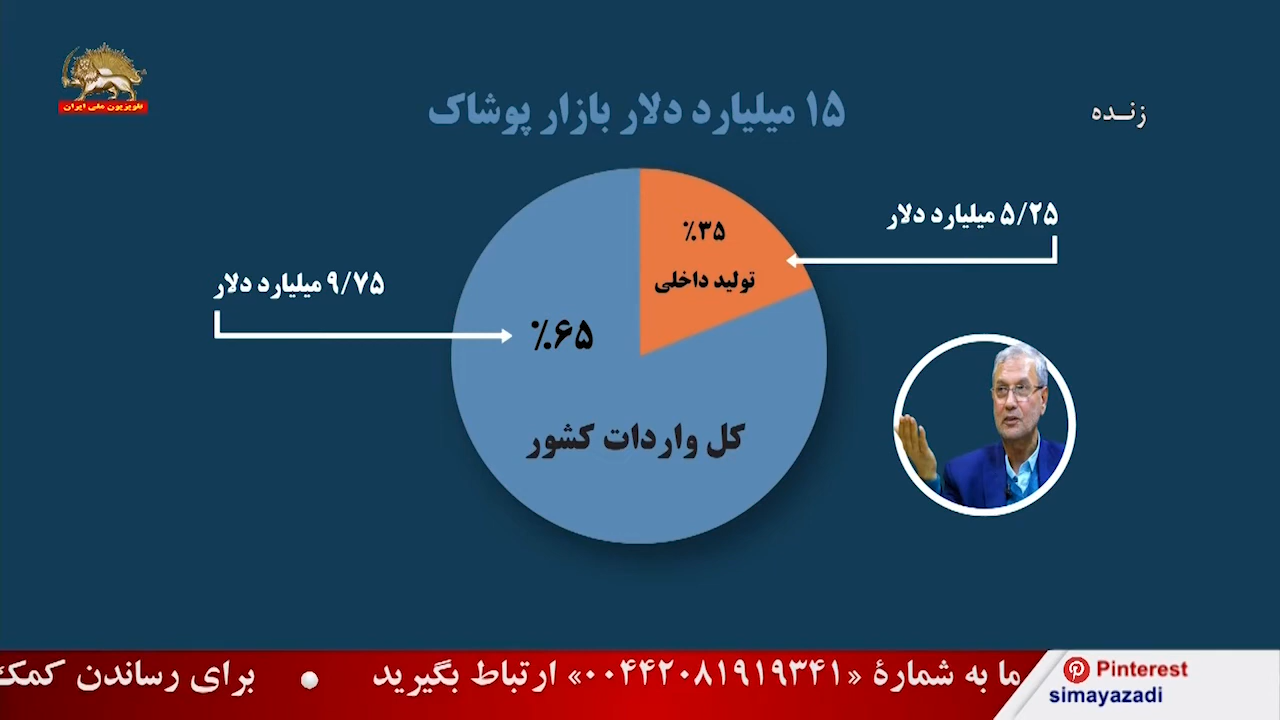 تلویزیون ملی ایران
زنده
۱۵ میلیارد دلار بازار پوشاک
۵/۲۵ میلیارد دلار
٪۳۵
تولید داخلی
۹/۷۵ میلیارد دلار
٪۶۵
کل واردات کشور
ما به شمارهٔ «۰۰۴۴۲۰۸۱۹۱۹۳۴۱» ارتباط بگیرید
برای رساندن کمک
Pinterest
simayazadi